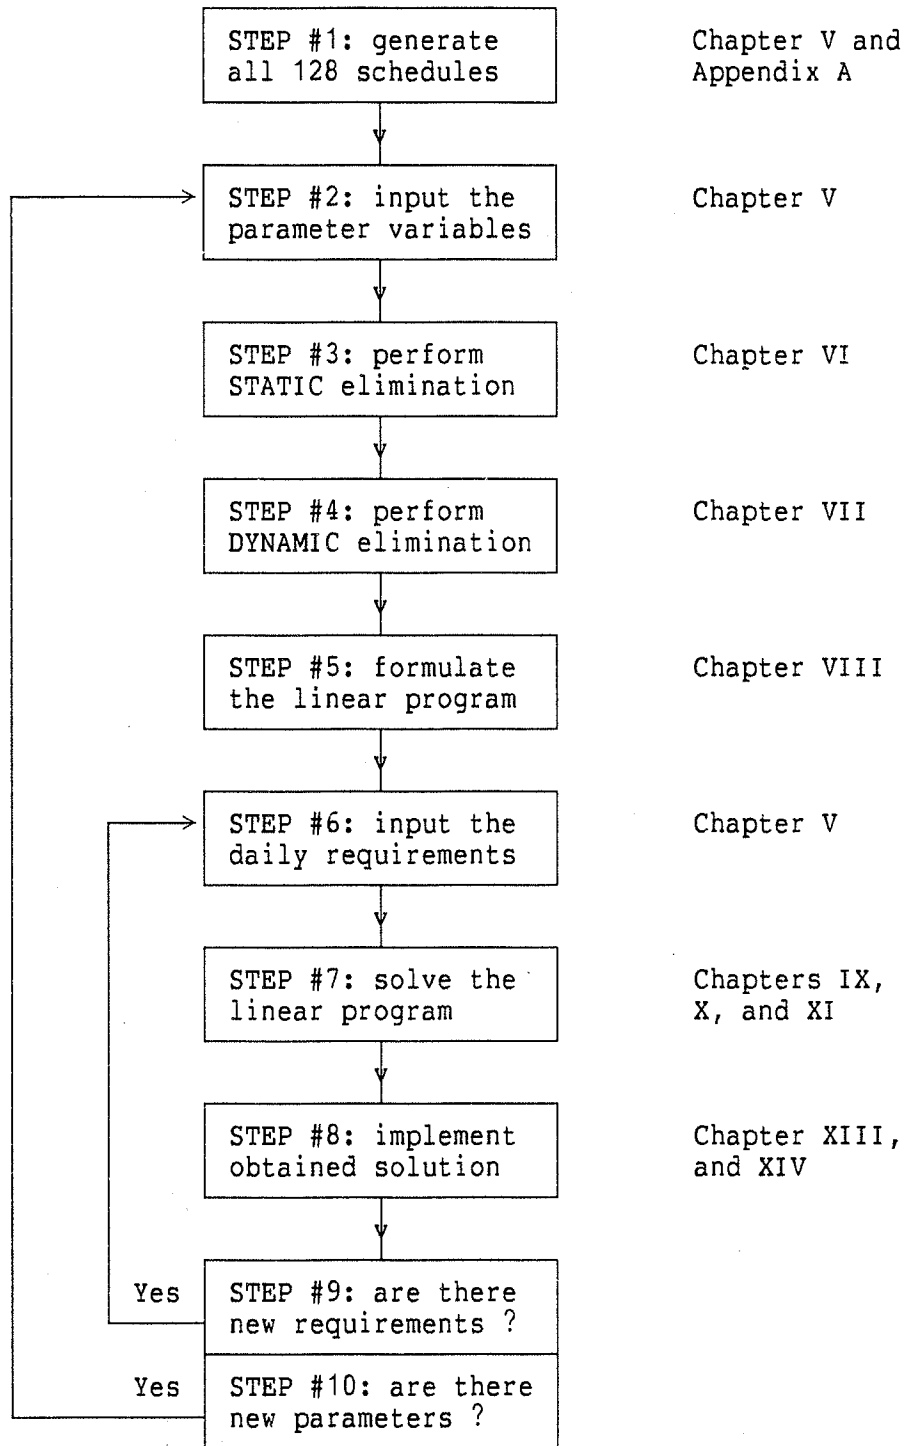 STEP #1: generate
all 128 schedules
Chapter V and
Appendix A
STEP #2: input the
parameter variables
Chapter V
STEP #3: perform
STATIC elimination
Chapter VI
STEP #4: perform
DYNAMIC elimination
Chapter VII
STEP #5: formulate
the linear program
Chapter VIII
STEP #6: input the
daily requirements
Chapter V
STEP #7: solve the
linear program
Chapters IX,
X, and XI
STEP #8: implement
obtained solution
Chapter XIII,
and XIV
Yes
STEP #9: are there
new requirements ?
Yes
STEP #10: are there
new parameters ?